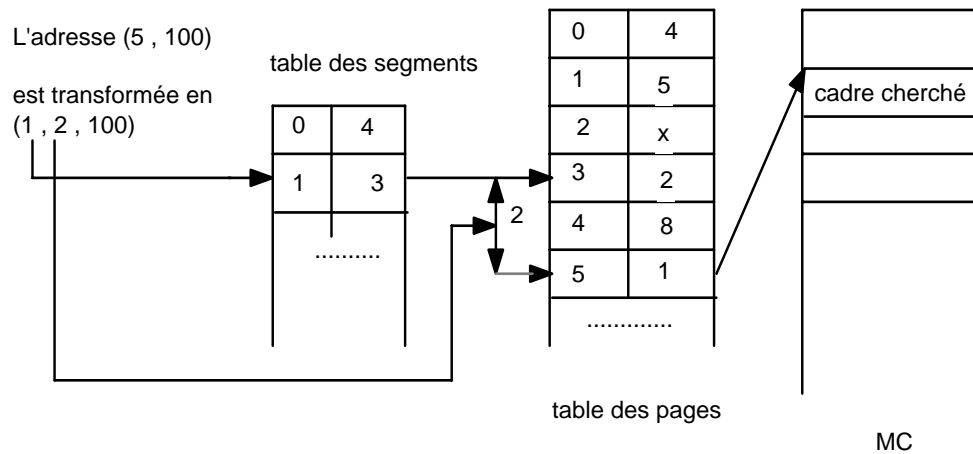 L'adresse (5 , 100)
est transformée en
(1 , 2 , 100)
table des segments
0 4
1 3
..........
2
0 4
1 5
2 x
3 2
4 8
5 1
.............
table des pages
cadre cherché
MC